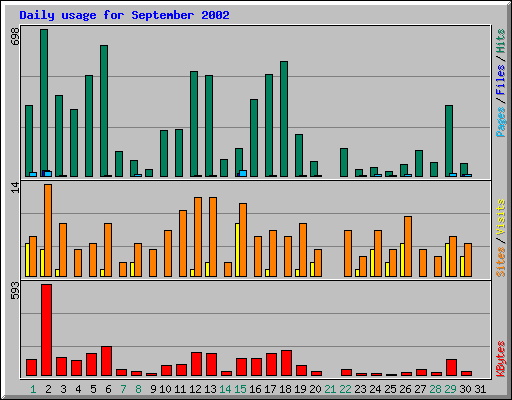 Daily usage for September 2002
698
Pages / Files / Hits
14
Sites / Visits
593
KBytes
1 2 3 4 5 6 7 8 9 10 11 12 13 14 15 16 17 18 19 20 21 22 23 24 25 26 27 28 29 30 31